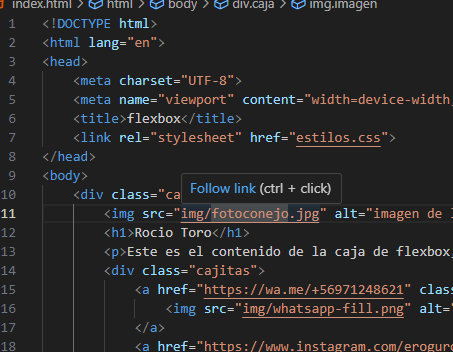 index.html > html > body > div.caja > img.imagen
1 <!DOCTYPE html>
2 <html lang="en">
3 <head>
4 <meta charset="UTF-8">
5 <meta name="viewport" content="width=device-width,
6 <title>flexbox</title>
7 <link rel="stylesheet" href="estilos.css">
8 </head>
9 <body>
Follow link (ctrl + click)
10 <div class="ca
11 <img src="img/fotoconejo.jpg" alt="imagen de l
12 <h1>Rocio Toro</h1>
13 <p>Este es el contenido de la caja de flexbox,
14 <div class="cajitas">
15 <a href="https://wa.me/+56971248621" class
16 <img src="img/whatsapp-fill.png" alt="
17 </a>
18 <a href="https://www.instagram.com/eroguro